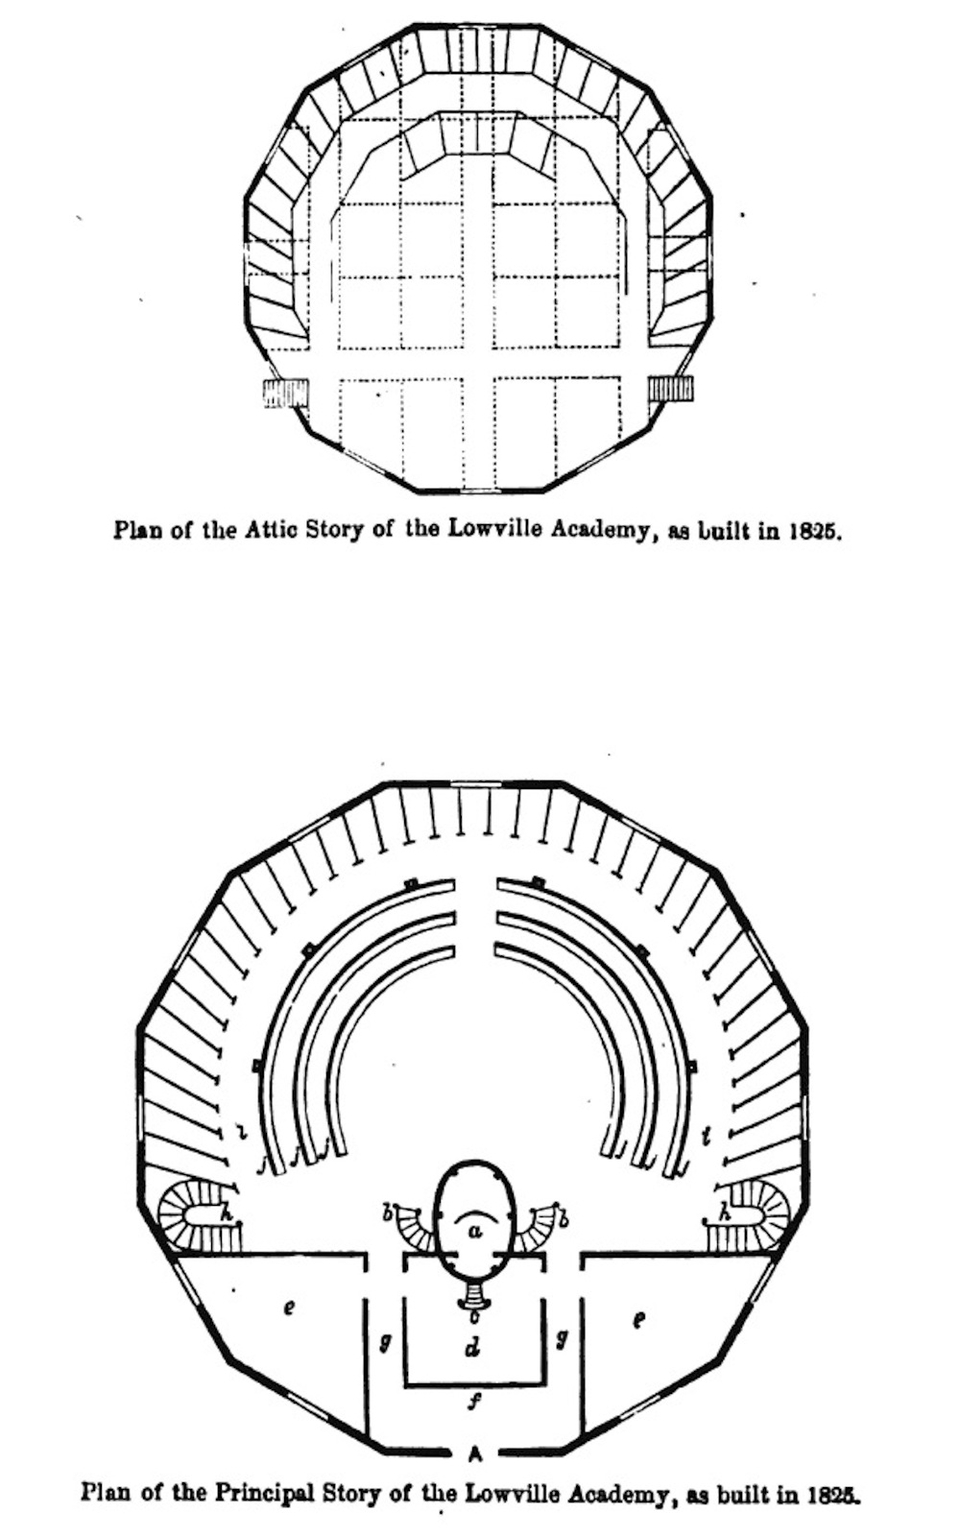 Plan of the Attic Story of the Lowville Academy, as built in 1825.
i i
j j j j j j
h h
b a b
c
e g d g e
f
A
Plan of the Principal Story of the Lowville Academy, as built in 1825.